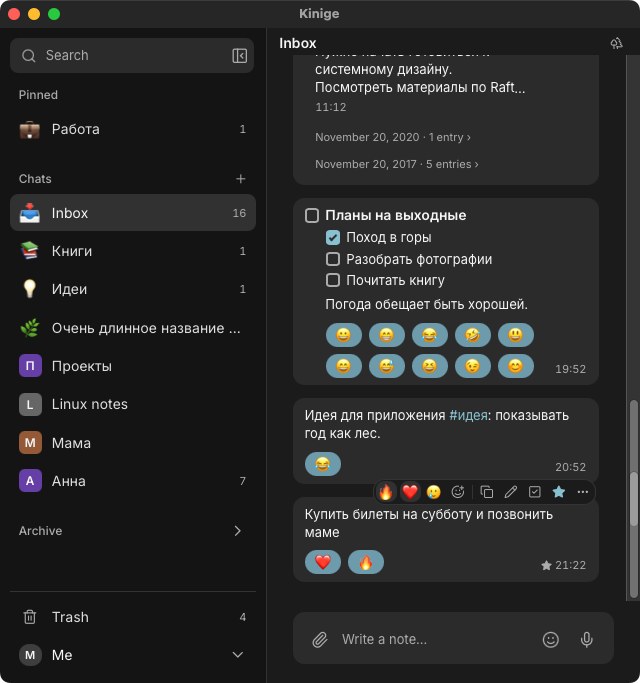 Kinige
Search
Pinned
Работа 1
Chats
Inbox 16
Книги 1
Идеи 1
Очень длинное название ...
П Проекты
L Linux notes
М Мама
А Анна 7
Archive
Trash 4
M Me
Inbox
системному дизайну.
Посмотреть материалы по Raft...
11:12
November 20, 2020 · 1 entry ›
November 20, 2017 · 5 entries ›
Планы на выходные
Поход в горы
Разобрать фотографии
Почитать книгу
Погода обещает быть хорошей.
19:52
Идея для приложения #идея: показывать
год как лес.
20:52
Купить билеты на субботу и позвонить
маме
21:22
Write a note...